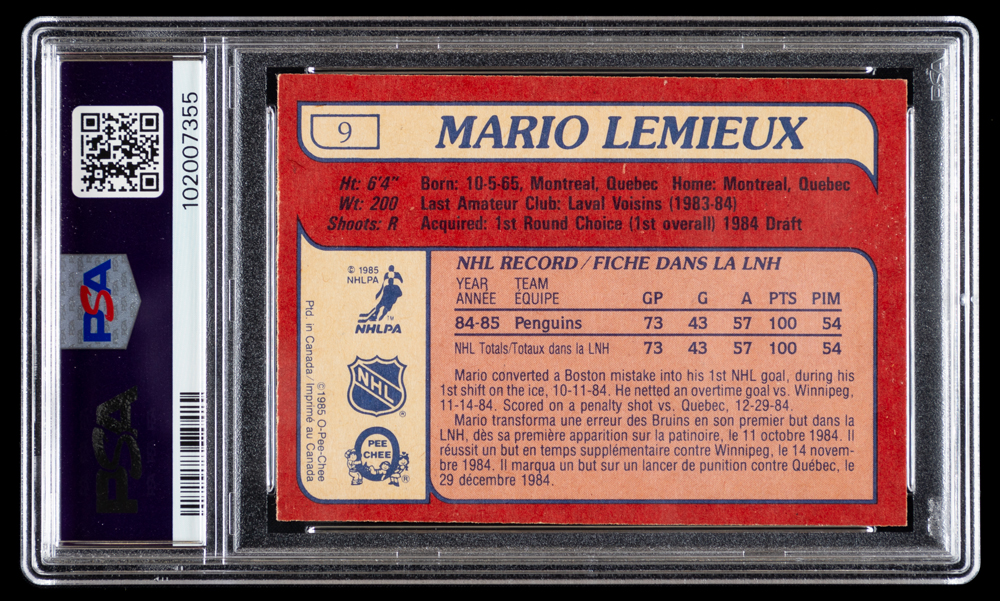 102007355
PSA
PSA
9
MARIO LEMIEUX
Ht: 6'4" Born: 10-5-65, Montreal, Quebec Home: Montreal, Quebec
Wt: 200 Last Amateur Club: Laval Voisins (1983-84)
Shoots: R Acquired: 1st Round Choice (1st overall) 1984 Draft
© 1985
NHLPA
NHLPA
NHL
PEE
CHEE
©1985 O-Pee-Chee
Ptd. in Canada/Imprimé au Canada
NHL RECORD/FICHE DANS LA LNH
YEAR TEAM
ANNÉE ÉQUIPE GP G A PTS PIM
84-85 Penguins 73 43 57 100 54
NHL Totals/Totaux dans la LNH 73 43 57 100 54
Mario converted a Boston mistake into his 1st NHL goal, during his
1st shift on the ice, 10-11-84. He netted an overtime goal vs. Winnipeg,
11-14-84. Scored on a penalty shot vs. Quebec, 12-29-84.
Mario transforma une erreur des Bruins en son premier but dans la
LNH, dès sa première apparition sur la patinoire, le 11 octobre 1984. Il
réussit un but en temps supplémentaire contre Winnipeg, le 14 novem-
bre 1984. Il marqua un but sur un lancer de punition contre Québec, le
29 décembre 1984.